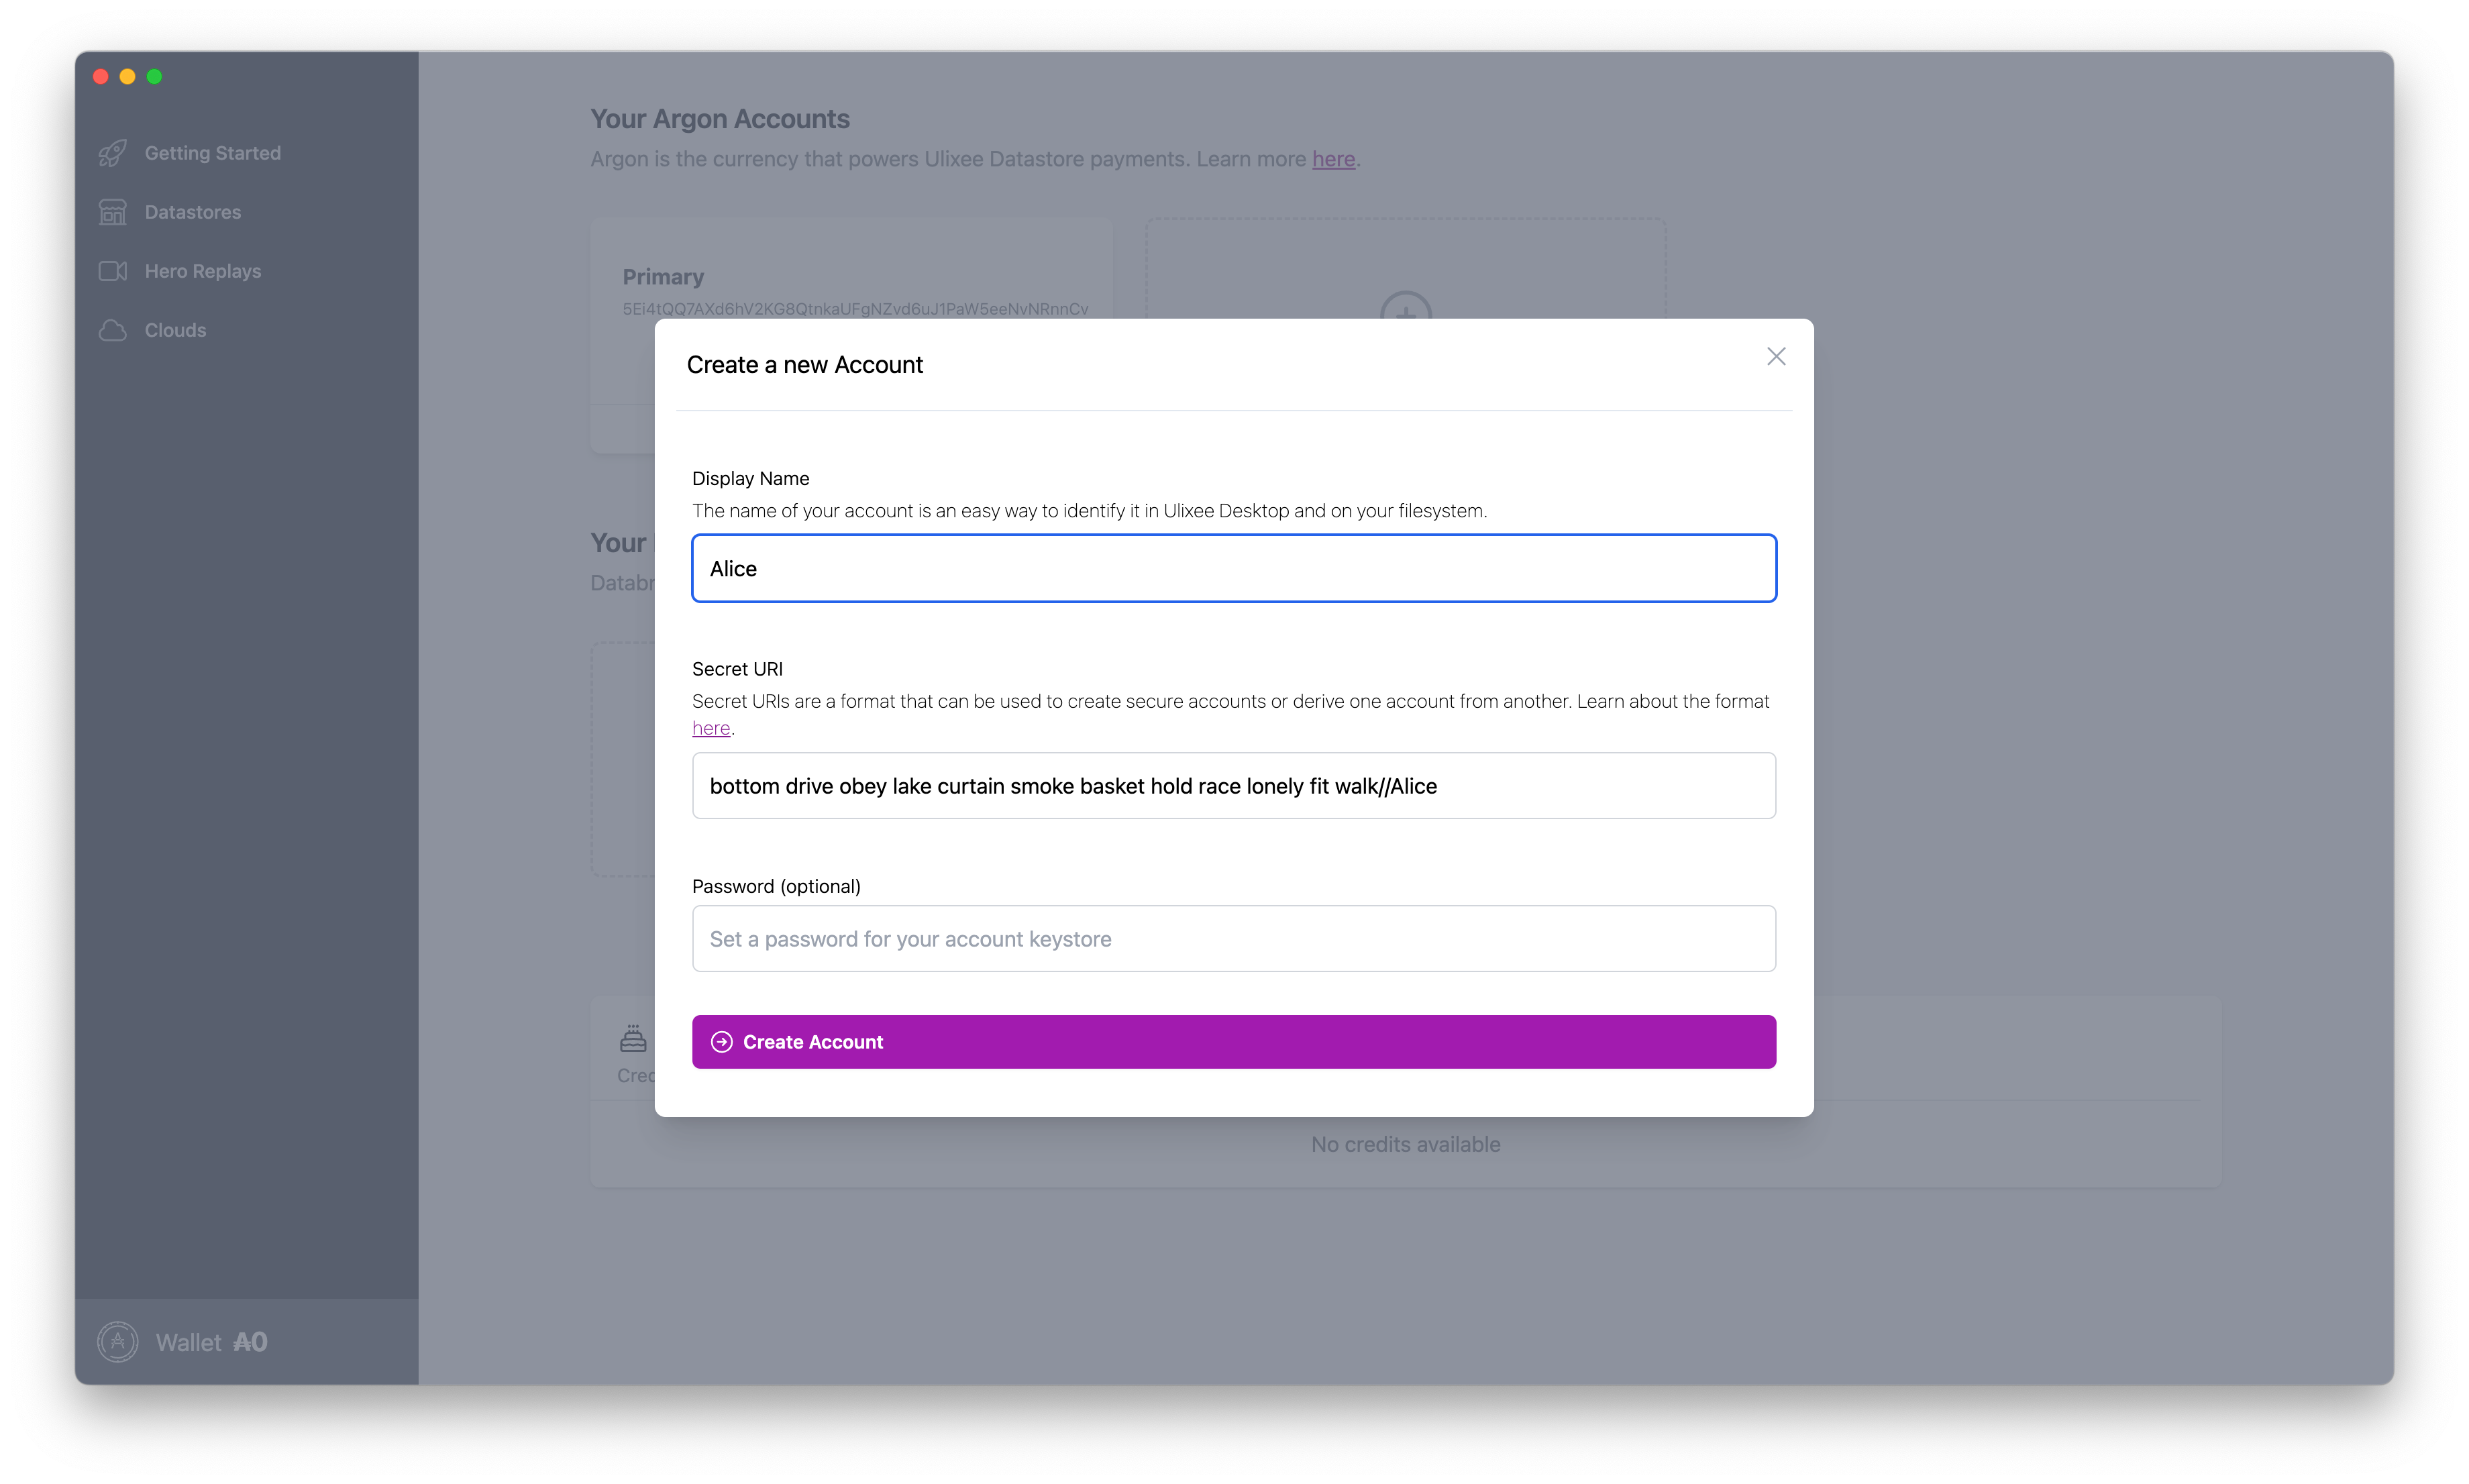 Getting Started
Datastores
Hero Replays
Clouds
Wallet ₳0
Your Argon Accounts
Argon is the currency that powers Ulixee Datastore payments. Learn more here.
Primary
5Ei4tQQ7AXd6hV2KG8QtnkaUFgNZvd6uJ1PaW5eeNvNRnnCv
Your
Create a new Account
Display Name
The name of your account is an easy way to identify it in Ulixee Desktop and on your filesystem.
Alice
Secret URI
Secret URIs are a format that can be used to create secure accounts or derive one account from another. Learn about the format
here.
bottom drive obey lake curtain smoke basket hold race lonely fit walk//Alice
Password (optional)
Set a password for your account keystore
Create Account
No credits available